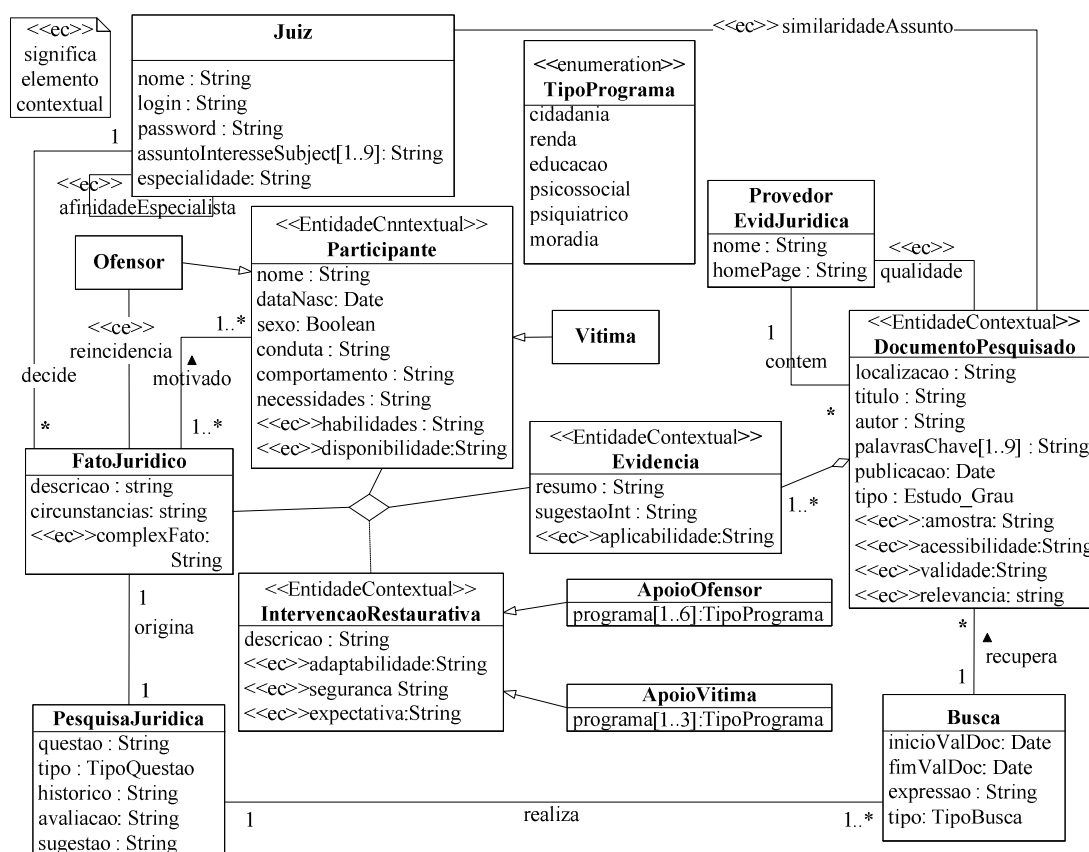 <<ec>>
significa
elemento
contextual
Juiz
nome : String
login : String
password : String
assuntoInteresseSubject[1..9]: String
especialidade: String
<<ec>> similaridadeAssunto
<<enumeration>>
TipoPrograma
cidadania
renda
educacao
psicossocial
psiquiatrico
moradia
1
<<ec>>
afinidadeEspecialista
Provedor
EvidJuridica
nome : String
homePage : String
<<ec>>
qualidade
Ofensor
<<EntidadeCnntextual>>
Participante
nome : String
dataNasc: Date
sexo: Boolean
conduta : String
comportamento : String
necessidades : String
<<ec>>habilidades : String
<<ec>>disponibilidade:String
<<ce>>
reincidencia
1..*
motivado
1..*
decide
*
Vitima
1
contem
*
<<EntidadeContextual>>
DocumentoPesquisado
localizacao : String
titulo : String
autor : String
palavrasChave[1..9] : String
publicacao: Date
tipo : Estudo_Grau
<<ec>>:amostra: String
<<ec>>acessibilidade:String
<<ec>>validade:String
<<ec>>relevancia: string
FatoJuridico
descricao : string
circunstancias: string
<<ec>>complexFato:
String
<<EntidadeContextual>>
Evidencia
resumo : String
sugestaoInt : String
<<ec>>aplicabilidade:String
1..*
<<EntidadeContextual>>
IntervencaoRestaurativa
descricao : String
<<ec>>adaptabilidade:String
<<ec>>seguranca String
<<ec>>expectativa:String
ApoioOfensor
programa[1..6]:TipoPrograma
ApoioVitima
programa[1..3]:TipoPrograma
1
origina
1
*
recupera
1
PesquisaJuridica
questao : String
tipo : TipoQuestao
historico : String
avaliacao: String
sugestao : String
1
realiza
1..*
Busca
inicioValDoc: Date
fimValDoc: Date
expressao : String
tipo: TipoBusca